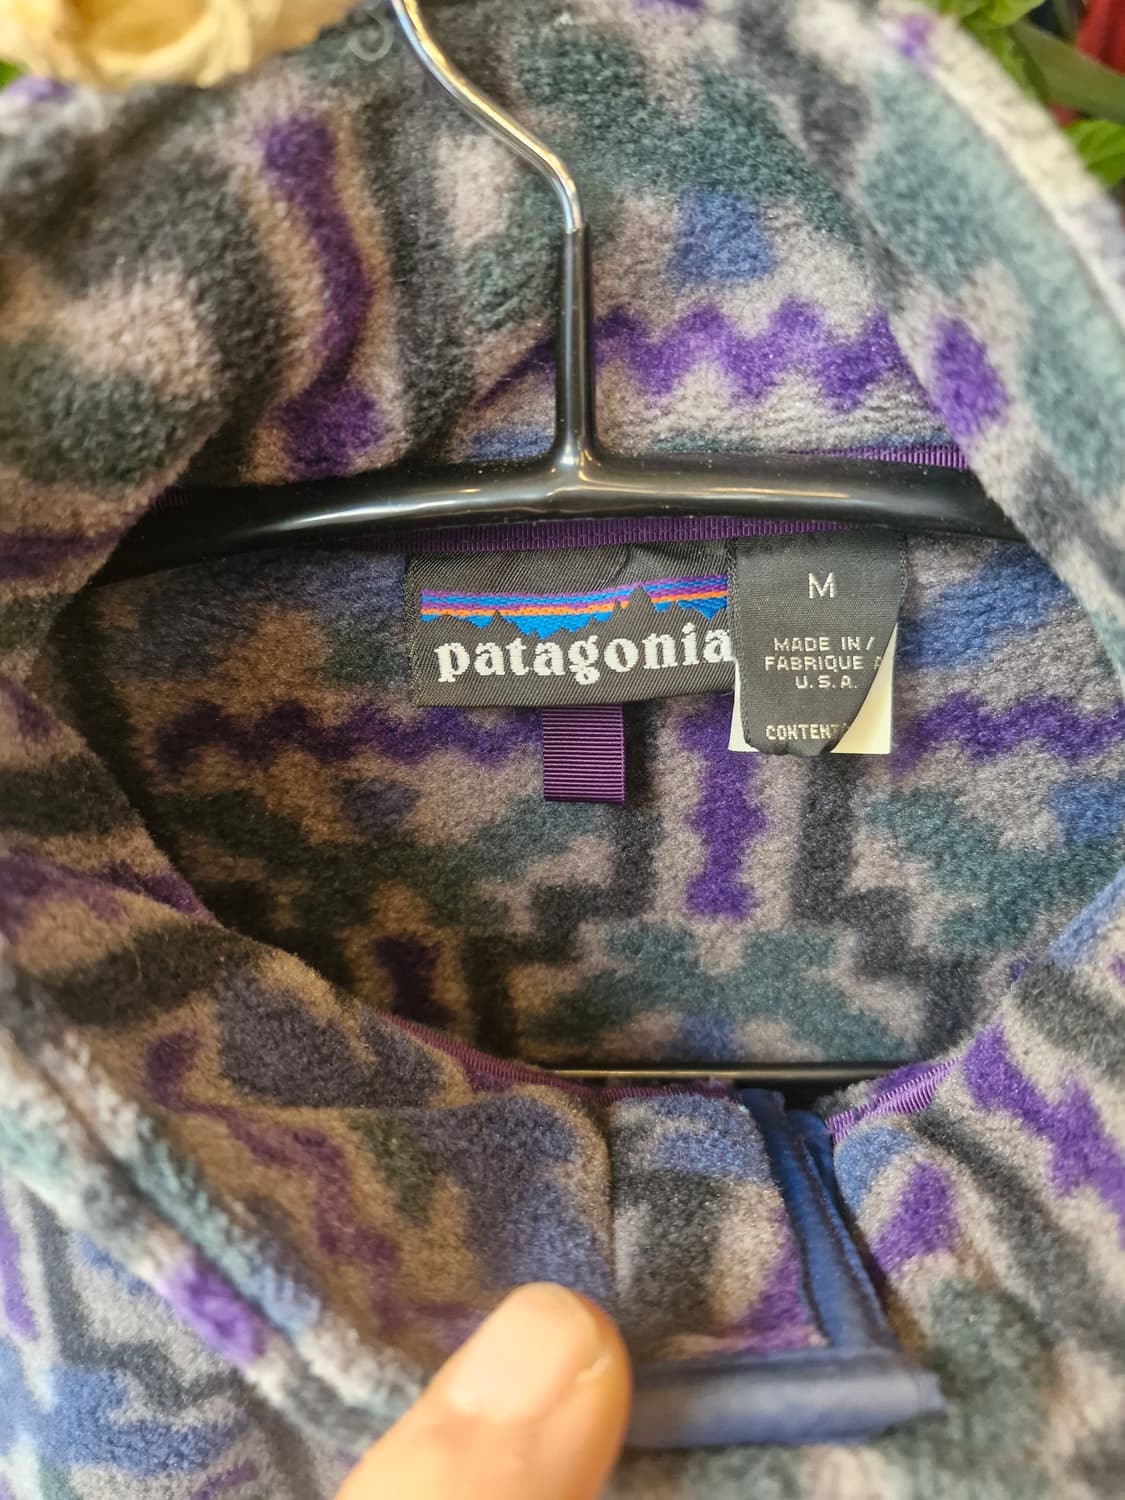 patagonia
M
MADE IN /
FABRIQUE
U.S.A.
CONTENT